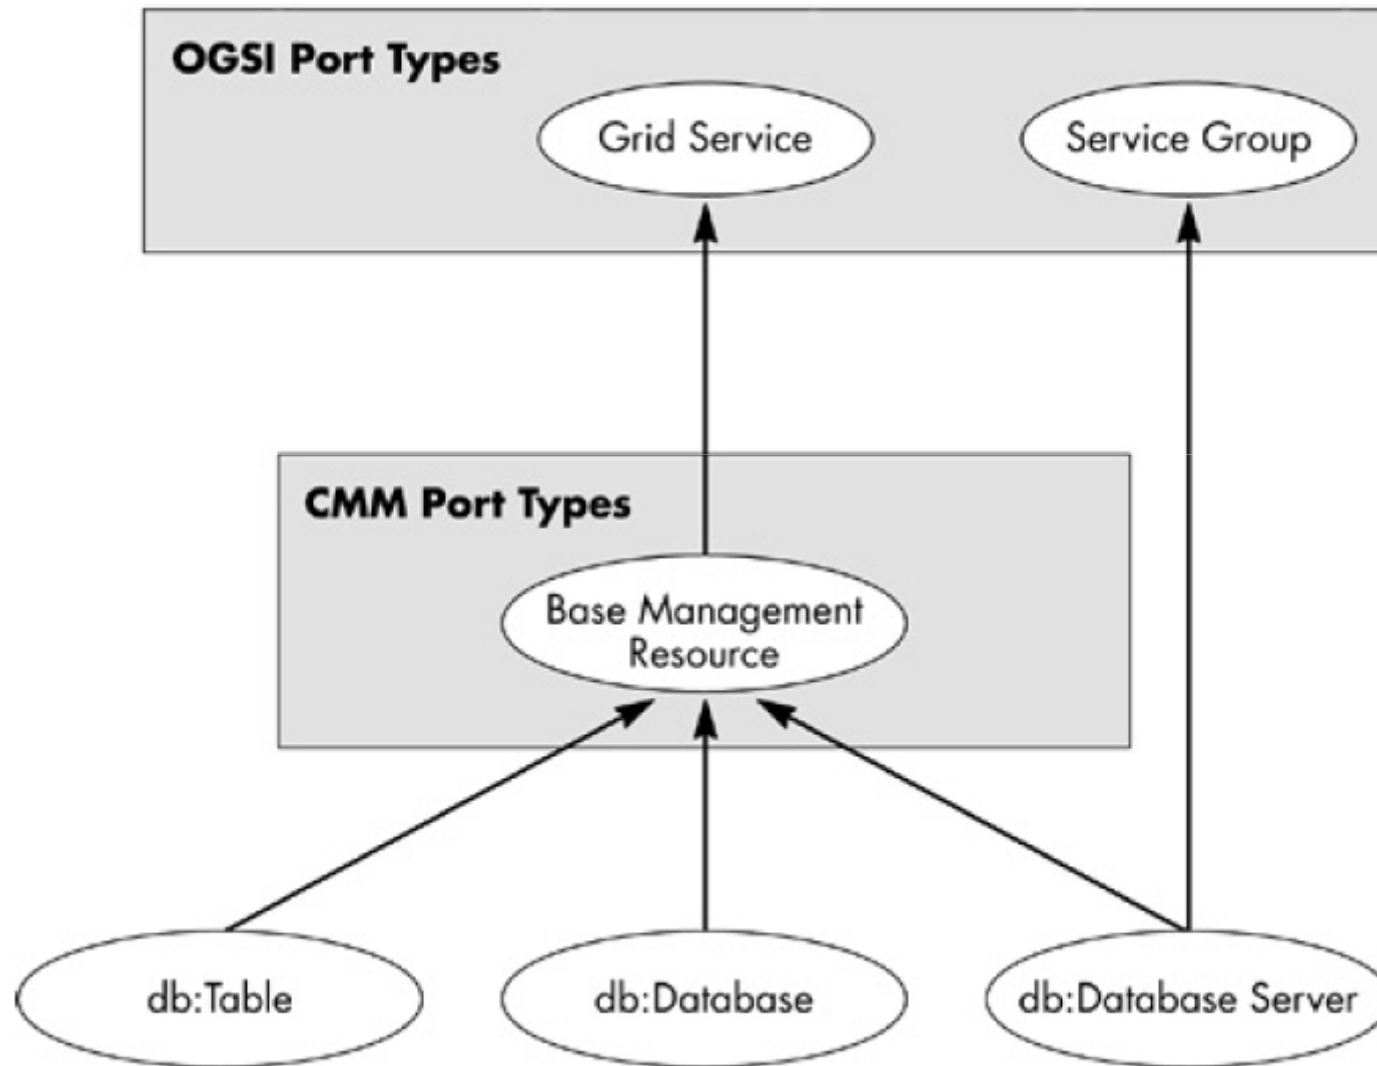 OGSI Port Types
Grid Service
Service Group
CMM Port Types
Base Management
Resource
db:Table
db:Database
db:Database Server